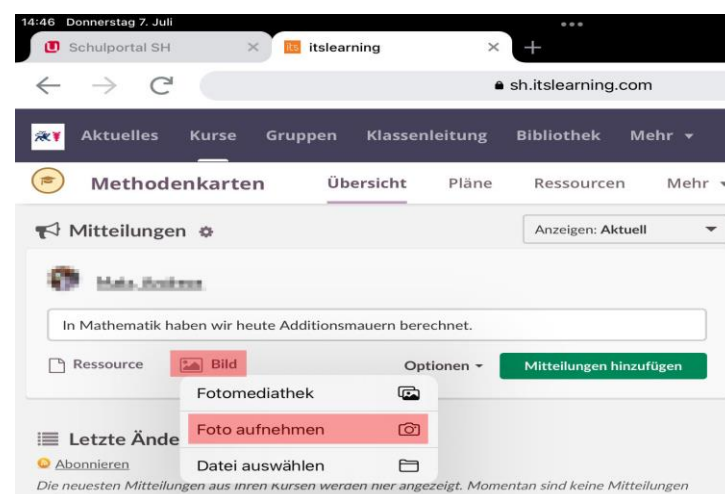 14:46 Donnerstag 7. Juli
Schulportal SH
its itslearning
sh.itslearning.com
Aktuelles Kurse Gruppen Klassenleitung Bibliothek Mehr
Methodenkarten Übersicht Pläne Ressourcen Mehr
Mitteilungen Anzeigen: Aktuell
In Mathematik haben wir heute Additionsmauern berechnet.
Ressource Bild Optionen Mitteilungen hinzufügen
Fotomediathek
Foto aufnehmen
Letzte Ände
Abonnieren
Datei auswählen
Die neuesten Mitteilungen aus Ihren Kursen werden hier angezeigt. Momentan sind keine Mitteilungen